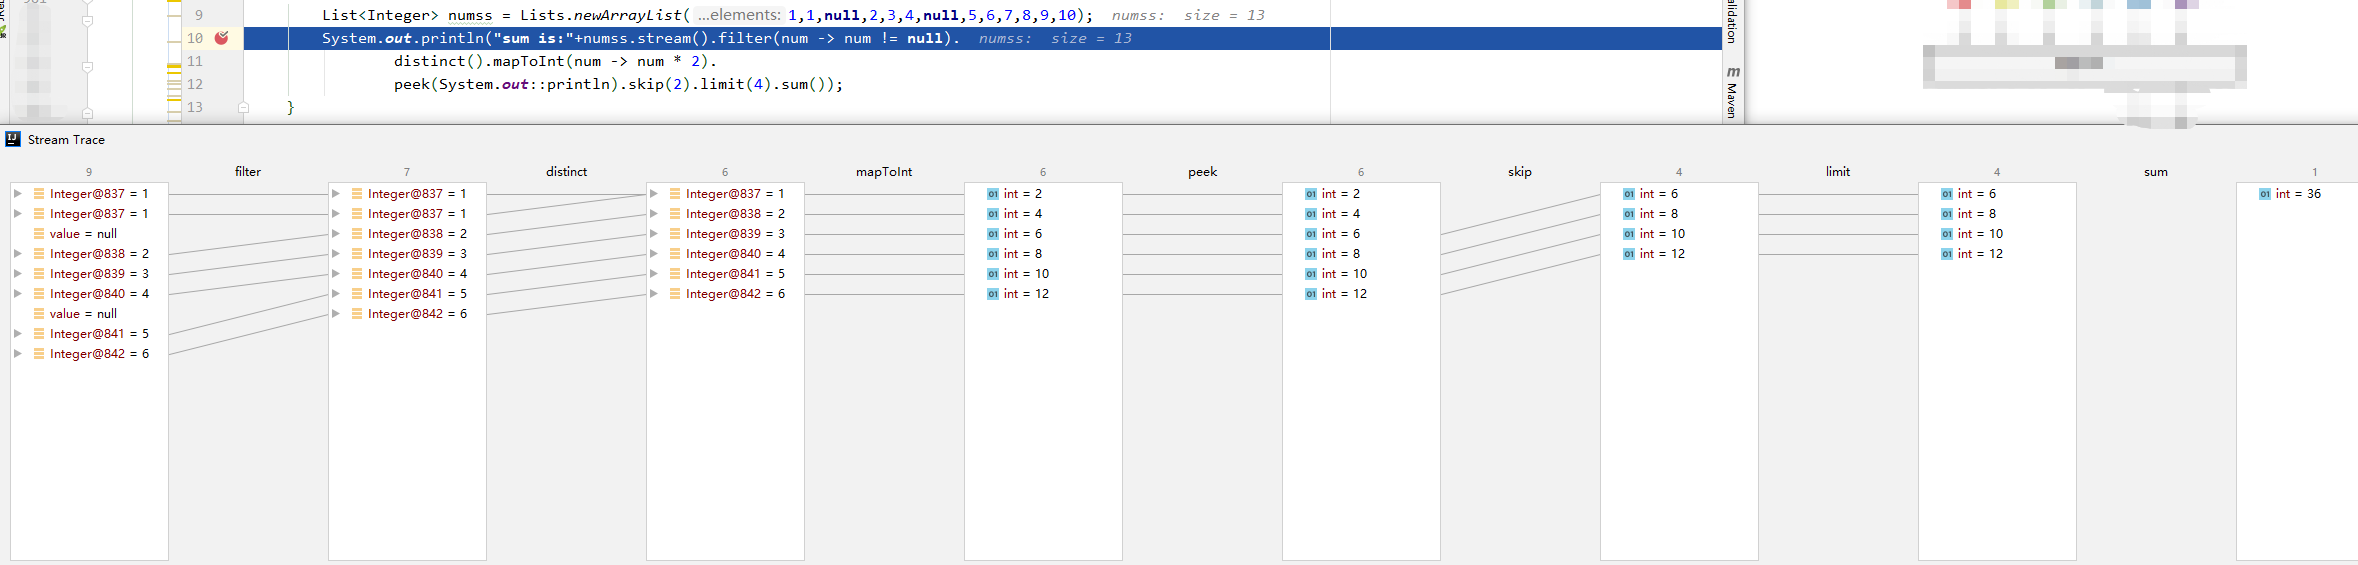 9 List<Integer> numss = Lists.newArrayList( ...elements: 1,1,null,2,3,4,null,5,6,7,8,9,10); numss: size = 13
10 System.out.println("sum is:"+numss.stream().filter(num -> num != null). numss: size = 13
11 distinct().mapToInt(num -> num * 2).
12 peek(System.out::println).skip(2).limit(4).sum());
13 }
Maven
Stream Trace
9 filter 7 distinct 6 mapToInt 6 peek 6 skip 4 limit 4 sum 1
Integer@837 = 1 Integer@837 = 1 Integer@837 = 1 int = 2 int = 2 int = 6 int = 6 int = 36
Integer@837 = 1 Integer@837 = 1 Integer@838 = 2 int = 4 int = 4 int = 8 int = 8
value = null Integer@838 = 2 Integer@839 = 3 int = 6 int = 6 int = 10 int = 10
Integer@838 = 2 Integer@839 = 3 Integer@840 = 4 int = 8 int = 8 int = 12 int = 12
Integer@839 = 3 Integer@840 = 4 Integer@841 = 5 int = 10 int = 10
Integer@840 = 4 Integer@841 = 5 Integer@842 = 6 int = 12 int = 12
value = null Integer@842 = 6
Integer@841 = 5
Integer@842 = 6